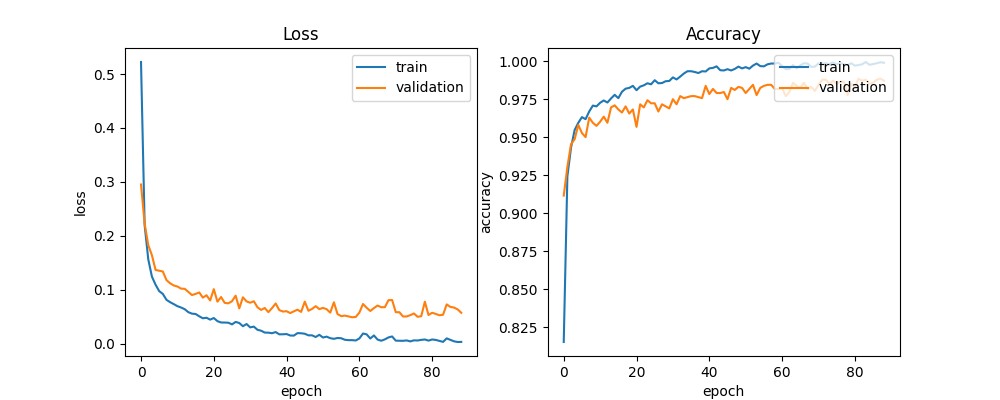 Loss
train
validation
0.5
0.4
0.3
0.2
0.1
0.0
loss
0 20 40 60 80
epoch
Accuracy
train
validation
1.000
0.975
0.950
0.925
0.900
0.875
0.850
0.825
accuracy
0 20 40 60 80
epoch